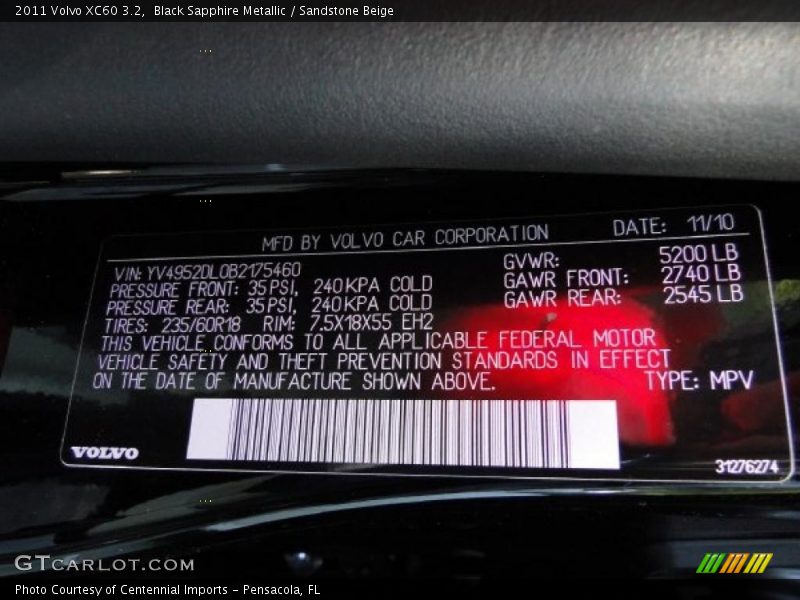 2011 Volvo XC60 3.2, Black Sapphire Metallic / Sandstone Beige
MFD BY VOLVO CAR CORPORATION DATE: 11/10
VIN: YV4952DL0B2175460 GVWR: 5200 LB
PRESSURE FRONT: 35 PSI, 240 KPA COLD GAWR FRONT: 2740 LB
PRESSURE REAR: 35 PSI, 240 KPA COLD GAWR REAR: 2545 LB
TIRES: 235/60R18 RIM: 7.5X18X55 EH2
THIS VEHICLE CONFORMS TO ALL APPLICABLE FEDERAL MOTOR
VEHICLE SAFETY AND THEFT PREVENTION STANDARDS IN EFFECT
ON THE DATE OF MANUFACTURE SHOWN ABOVE. TYPE: MPV
VOLVO 31276274
GTCARLOT.COM
Photo Courtesy of Centennial Imports - Pensacola, FL